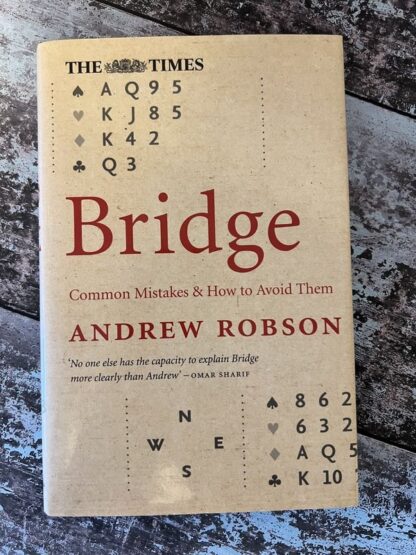 THE TIMES
♠ A Q 9 5
♥ K J 8 5
♦ K 4 2
♣ Q 3
Bridge
Common Mistakes & How to Avoid Them
ANDREW ROBSON
‘No one else has the capacity to explain Bridge
more clearly than Andrew’ – OMAR SHARIF
N
W E
S
♠ 8 6 2
♥ 6 3 2
♦ A Q 5
♣ K 10